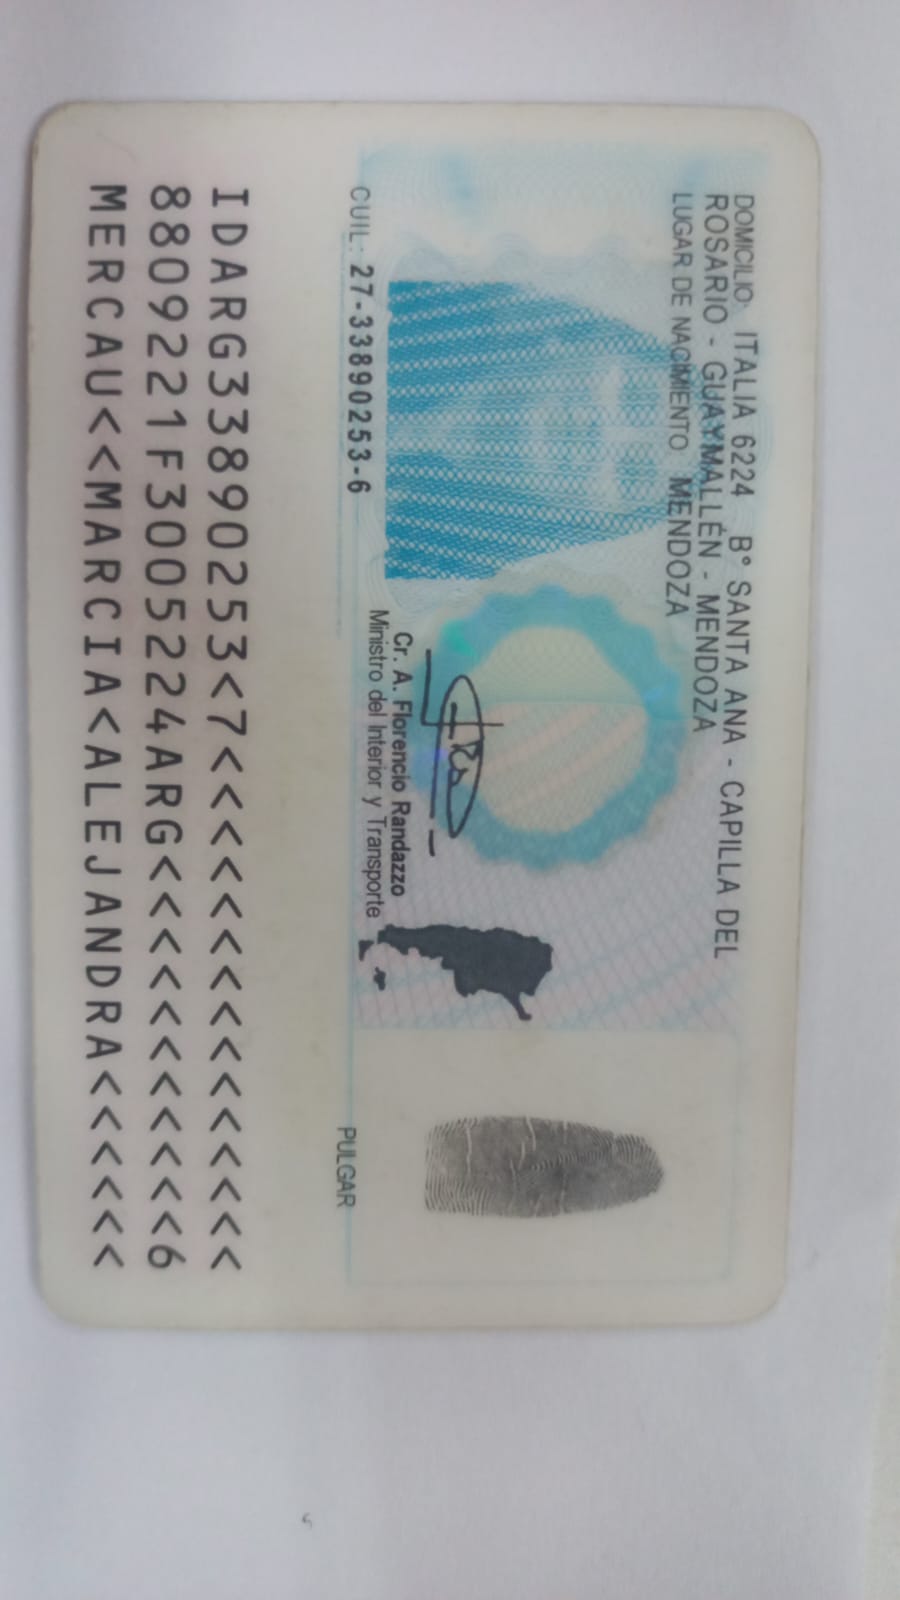 DOMICILIO: ITALIA 6224 Bº SANTA ANA - CAPILLA DEL
ROSARIO - GUAYMALLÉN - MENDOZA
LUGAR DE NACIMIENTO MENDOZA
Cr. A. Florencio Randazzo
Ministro del Interior y Transporte
CUIL: 27-33890253-6
PULGAR
IDARG33890253<7<<<<<<<<<<<<<<<
8809221F3005224ARG<<<<<<<<<<<6
MERCAU<<MARCIA<ALEJANDRA<<<<<<